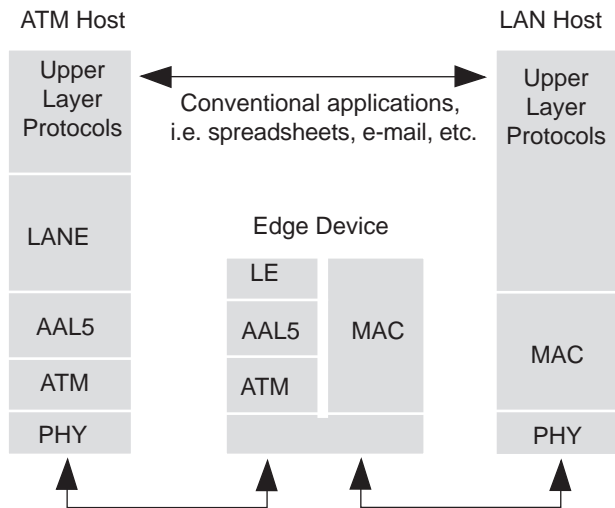 ATM Host
LAN Host
Upper
Layer
Protocols
Conventional applications,
i.e. spreadsheets, e-mail, etc.
Upper
Layer
Protocols
LANE
Edge Device
LE
AAL5
AAL5
MAC
MAC
ATM
ATM
PHY
PHY